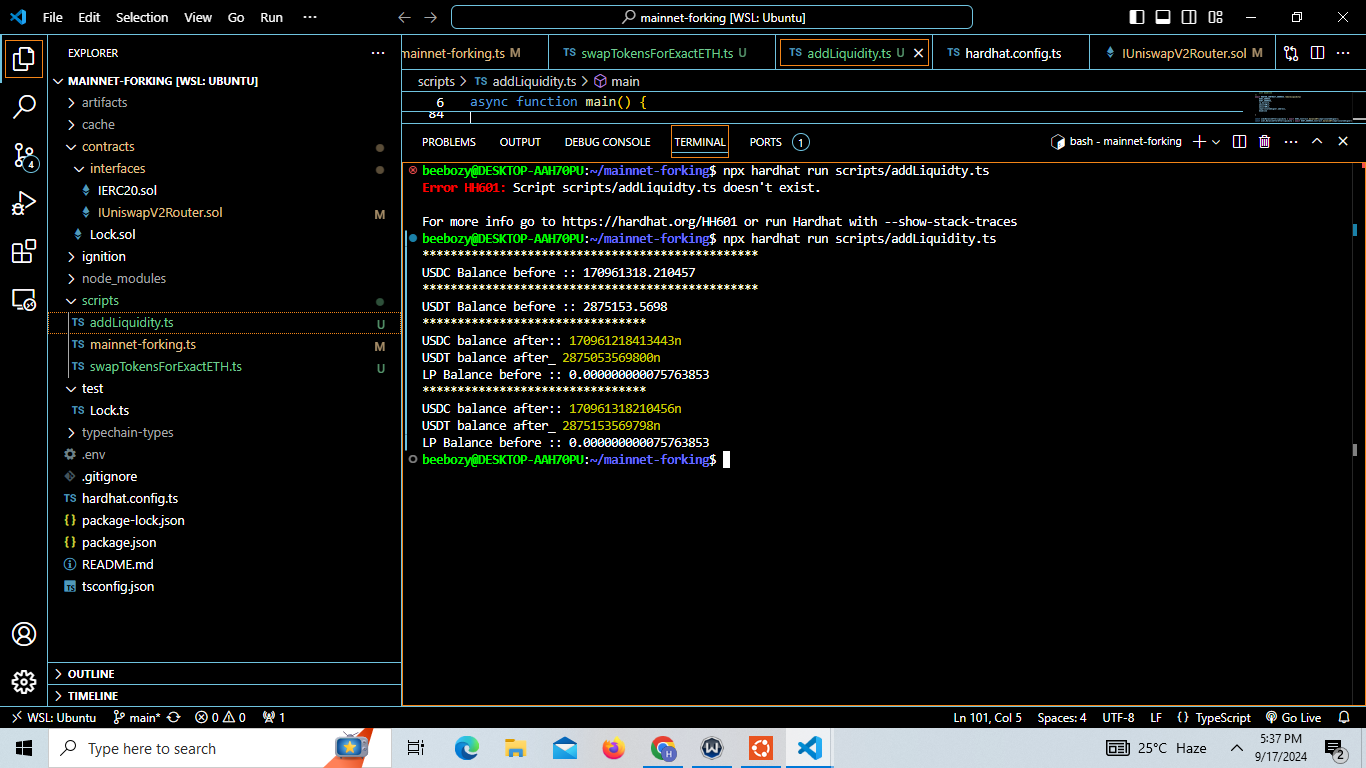 File Edit Selection View Go Run ··· mainnet-forking [WSL: Ubuntu]
EXPLORER ···
MAINNET-FORKING [WSL: UBUNTU]
artifacts
cache
contracts
interfaces
IERC20.sol
IUniswapV2Router.sol M
Lock.sol
ignition
node_modules
scripts
TS addLiquidity.ts U
TS mainnet-forking.ts M
TS swapTokensForExactETH.ts U
test
TS Lock.ts
typechain-types
.env
.gitignore
TS hardhat.config.ts
{} package-lock.json
{} package.json
README.md
TS tsconfig.json
OUTLINE
TIMELINE
4
mainnet-forking.ts M TS swapTokensForExactETH.ts U TS addLiquidity.ts U TS hardhat.config.ts IUniswapV2Router.sol M ···
scripts > TS addLiquidity.ts > main
6 async function main() {
84
PROBLEMS OUTPUT DEBUG CONSOLE TERMINAL PORTS 1 bash - mainnet-forking ···
beebozy@DESKTOP-AAH70PU:~/mainnet-forking$ npx hardhat run scripts/addLiquidty.ts
Error HH601: Script scripts/addLiquidty.ts doesn't exist.
For more info go to https://hardhat.org/HH601 or run Hardhat with --show-stack-traces
beebozy@DESKTOP-AAH70PU:~/mainnet-forking$ npx hardhat run scripts/addLiquidity.ts
************************************************
USDC Balance before :: 170961318.210457
************************************************
USDT Balance before :: 2875153.5698
********************************
USDC balance after:: 170961218413443n
USDT balance after_ 2875053569800n
LP Balance before :: 0.000000000075763853
********************************
USDC balance after:: 170961318210456n
USDT balance after_ 2875153569798n
LP Balance before :: 0.000000000075763853
beebozy@DESKTOP-AAH70PU:~/mainnet-forking$
WSL: Ubuntu main* 0 0 1 Ln 101, Col 5 Spaces: 4 UTF-8 LF {} TypeScript Go Live
Type here to search 25°C Haze 5:37 PM
9/17/2024 2